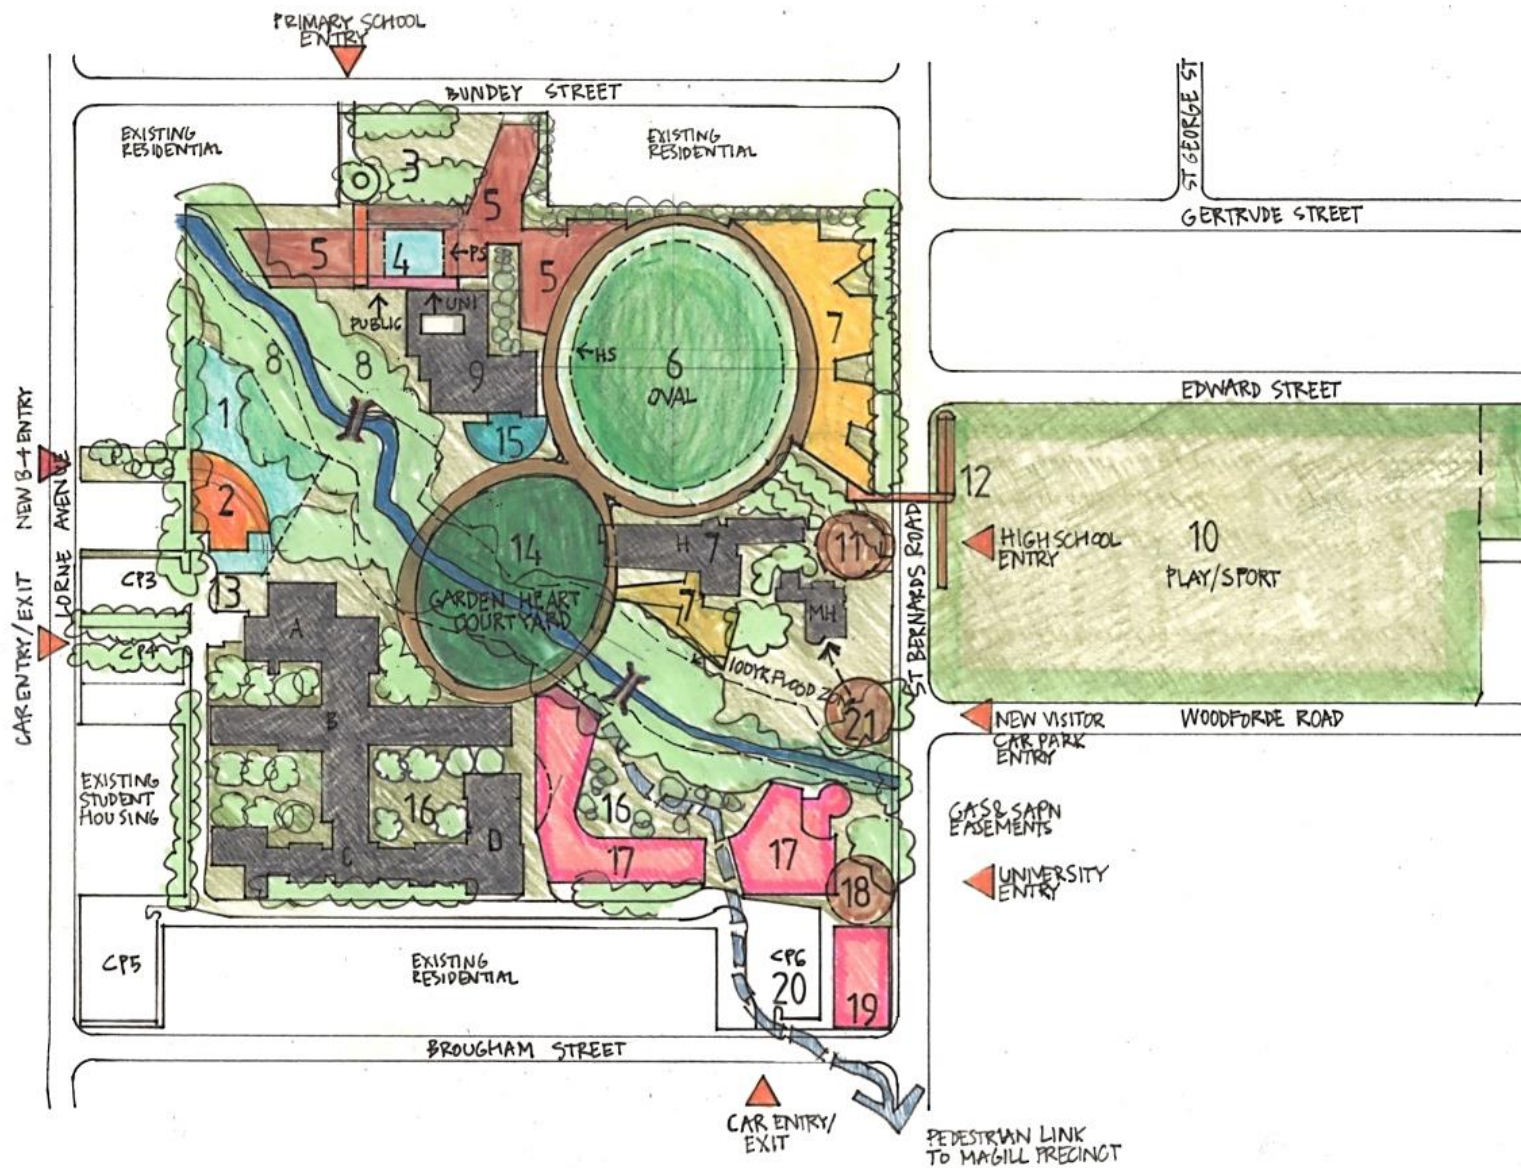 PRIMARY SCHOOL
ENTRY
BUNDEY STREET
ST GEORGE ST
EXISTING
RESIDENTIAL
EXISTING
RESIDENTIAL
3
5
GERTRUDE STREET
5
4
←PS
5
PUBLIC
UNI
7
8
8
9
←HS
6
OVAL
EDWARD STREET
NEW B-4 ENTRY
LORNE AVENUE
1
15
2
12
14
H
7
11
HIGH SCHOOL
ENTRY
10
PLAY/SPORT
CP3
13
GARDEN HEART
COURTYARD
7
MH
ST BERNARDS ROAD
CAR ENTRY/EXIT
CP4
A
100YR FLOOD ZONE
B
21
NEW VISITOR
CAR PARK
ENTRY
WOODFORDE ROAD
EXISTING
STUDENT
HOUSING
16
16
GAS & SAPN
EASEMENTS
C
D
17
17
18
UNIVERSITY
ENTRY
CP5
EXISTING
RESIDENTIAL
CP6
20
19
BROUGHAM STREET
CAR ENTRY/
EXIT
PEDESTRIAN LINK
TO MAGILL PRECINCT